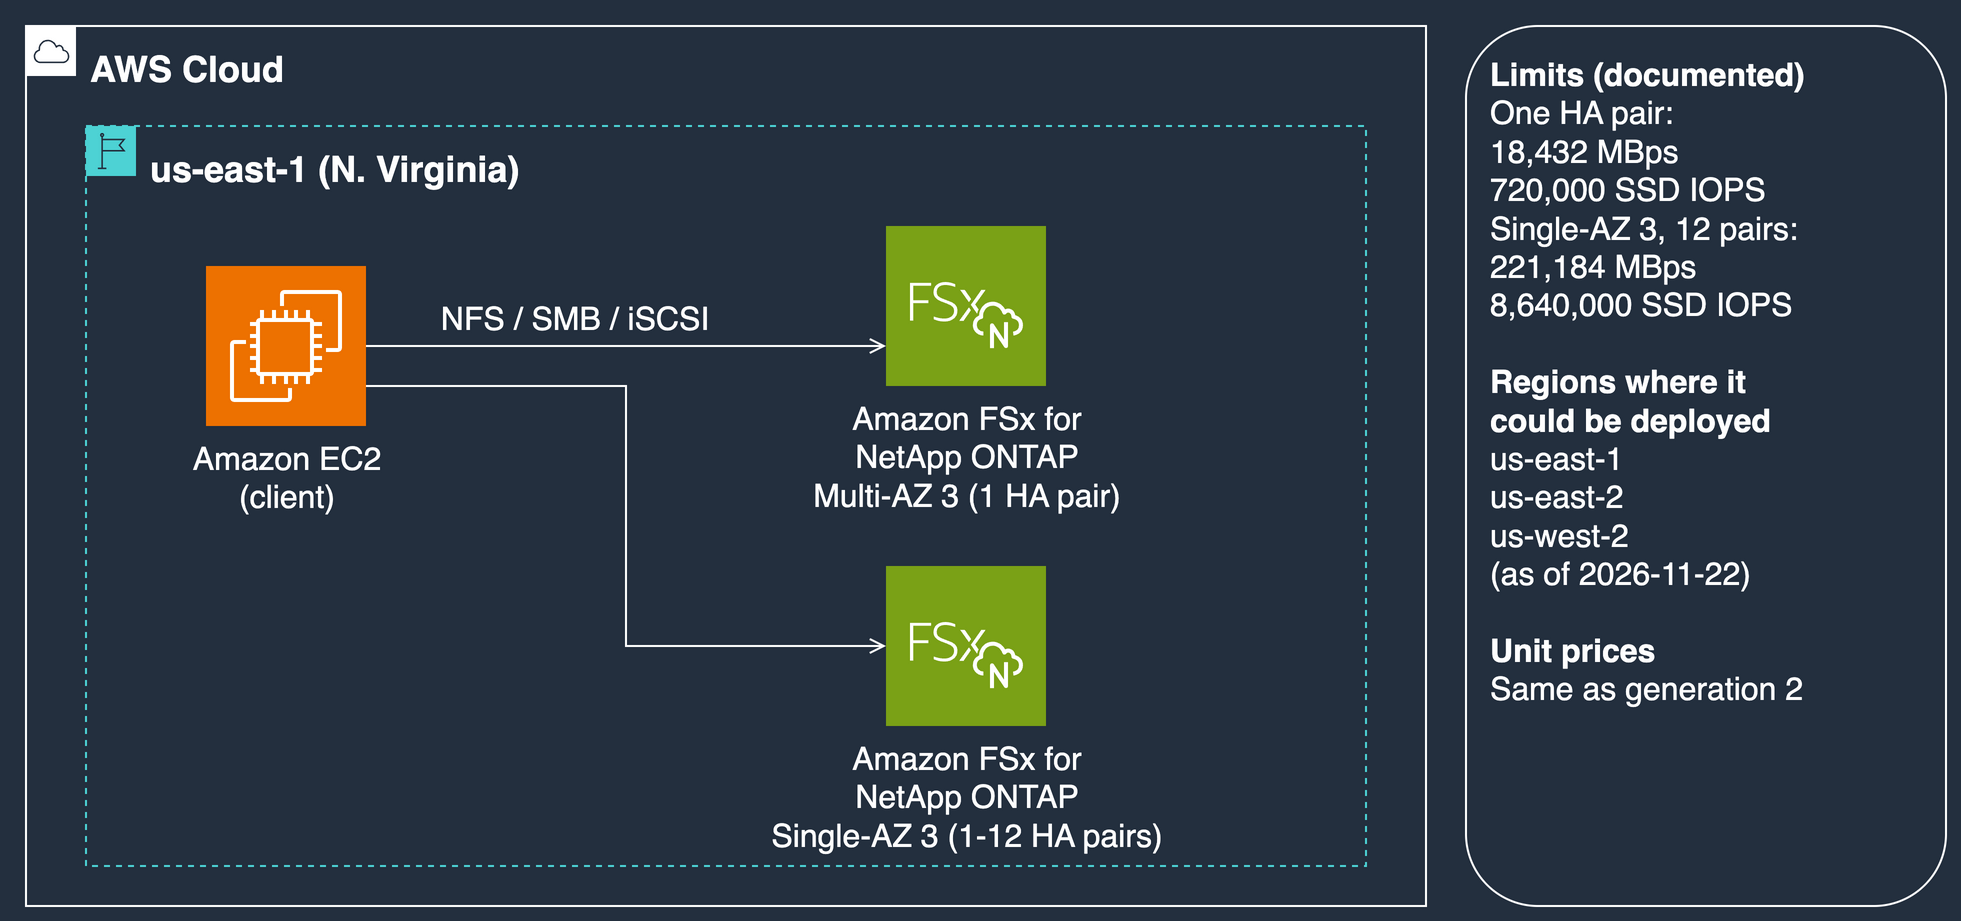 AWS Cloud
us-east-1 (N. Virginia)
NFS / SMB / iSCSI
Amazon EC2
(client)
FSx
N
Amazon FSx for
NetApp ONTAP
Multi-AZ 3 (1 HA pair)
FSx
N
Amazon FSx for
NetApp ONTAP
Single-AZ 3 (1-12 HA pairs)
Limits (documented)
One HA pair:
18,432 MBps
720,000 SSD IOPS
Single-AZ 3, 12 pairs:
221,184 MBps
8,640,000 SSD IOPS
Regions where it
could be deployed
us-east-1
us-east-2
us-west-2
(as of 2026-11-22)
Unit prices
Same as generation 2